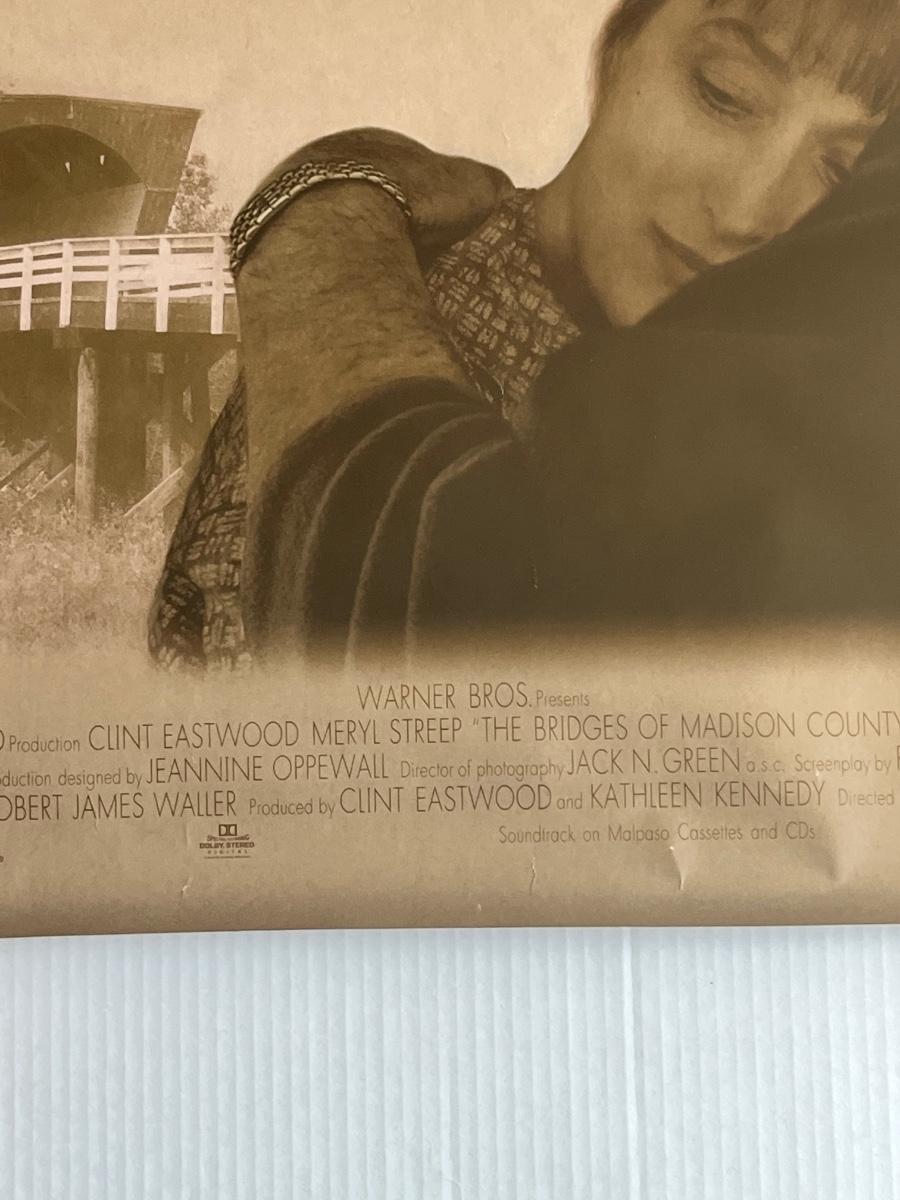 WARNER BROS. Presents
Production CLINT EASTWOOD MERYL STREEP "THE BRIDGES OF MADISON COUNTY
oduction designed by JEANNINE OPPEWALL Director of photography JACK N. GREEN a.s.c. Screenplay by
OBERT JAMES WALLER Produced by CLINT EASTWOOD and KATHLEEN KENNEDY Directed
DOLBY STEREO
DIGITAL
Soundtrack on Malpaso Cassettes and CDs